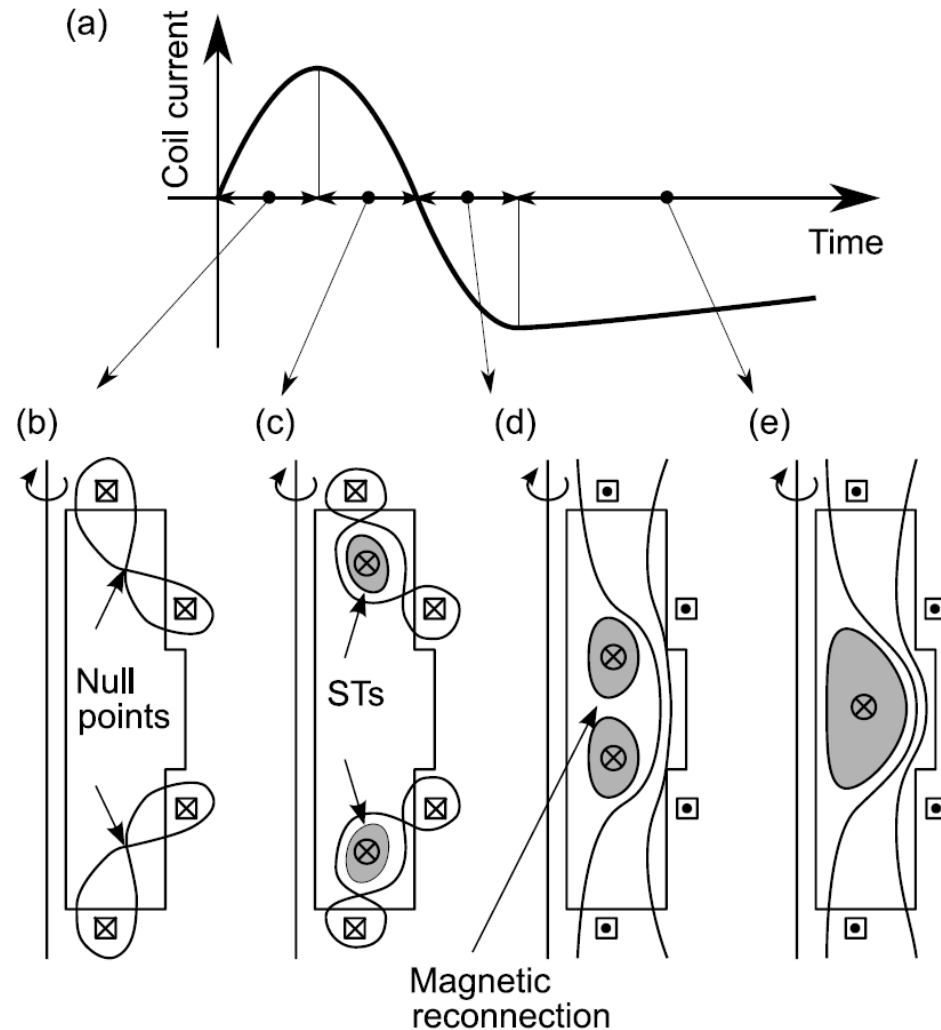 (a)
Coil current
Time
(b)
(c)
(d)
(e)
Null
points
STs
Magnetic
reconnection